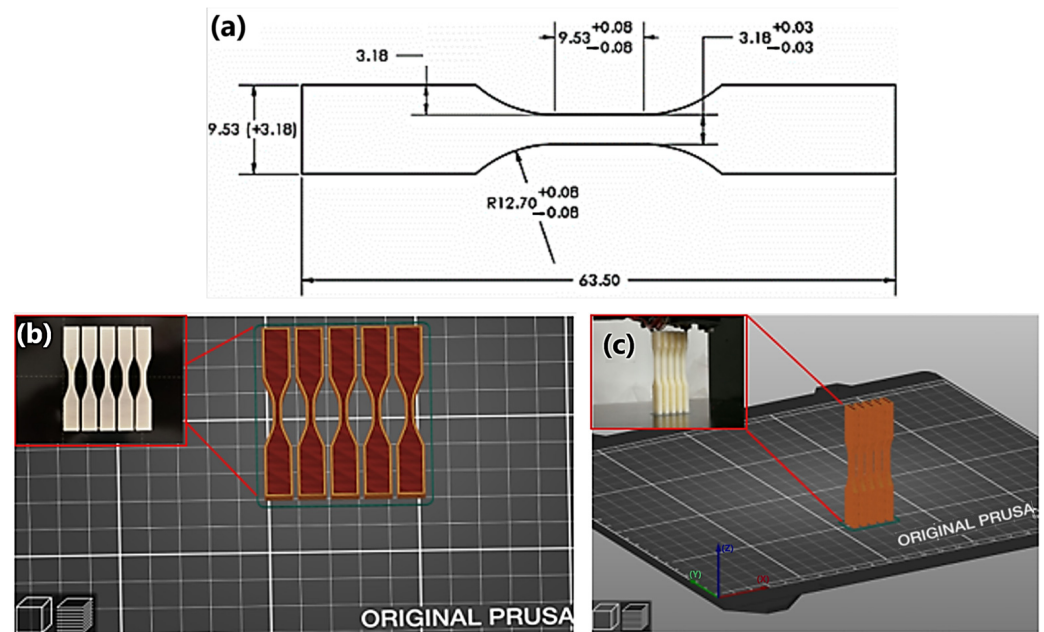 (a)
9.53 +0.08
−0.08
3.18 +0.03
−0.03
3.18
9.53 (+3.18)
R12.70 +0.08
−0.08
63.50
(b)
ORIGINAL PRUSA
(c)
ORIGINAL PRUSA
(Z)
(Y)
(X)